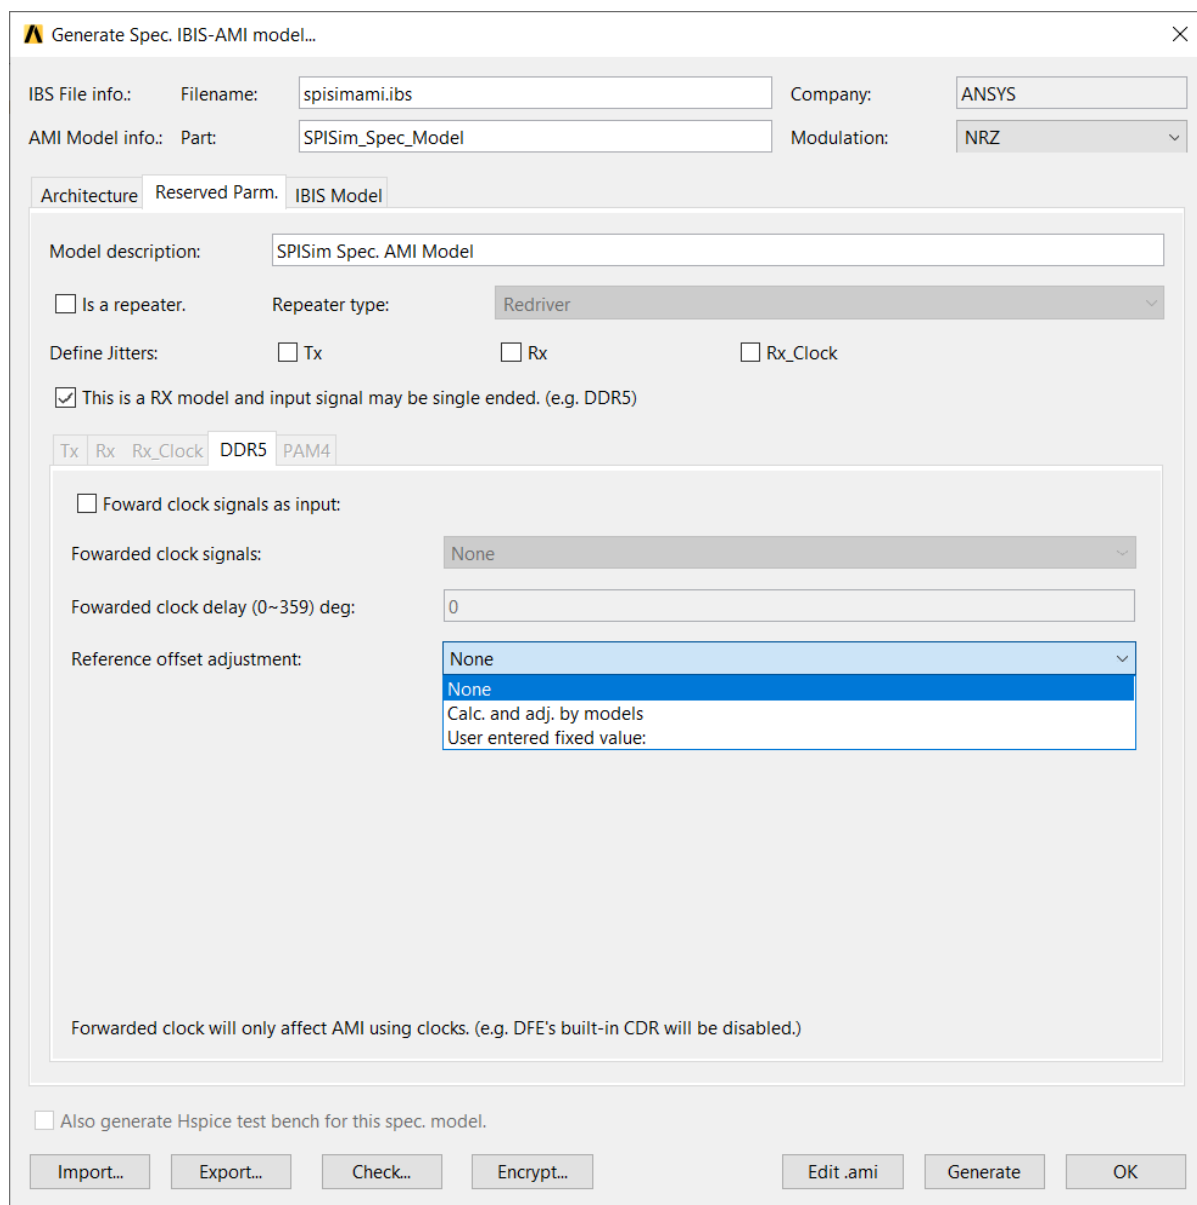 Generate Spec. IBIS-AMI model...
IBS File info.: Filename: spisimami.ibs Company: ANSYS
AMI Model info.: Part: SPISim_Spec_Model Modulation: NRZ
Architecture Reserved Parm. IBIS Model
Model description: SPISim Spec. AMI Model
Is a repeater. Repeater type: Redriver
Define Jitters: Tx Rx Rx_Clock
This is a RX model and input signal may be single ended. (e.g. DDR5)
Tx Rx Rx_Clock DDR5 PAM4
Foward clock signals as input:
Fowarded clock signals: None
Fowarded clock delay (0~359) deg: 0
Reference offset adjustment: None
None
Calc. and adj. by models
User entered fixed value:
Forwarded clock will only affect AMI using clocks. (e.g. DFE's built-in CDR will be disabled.)
Also generate Hspice test bench for this spec. model.
Import... Export... Check... Encrypt... Edit .ami Generate OK